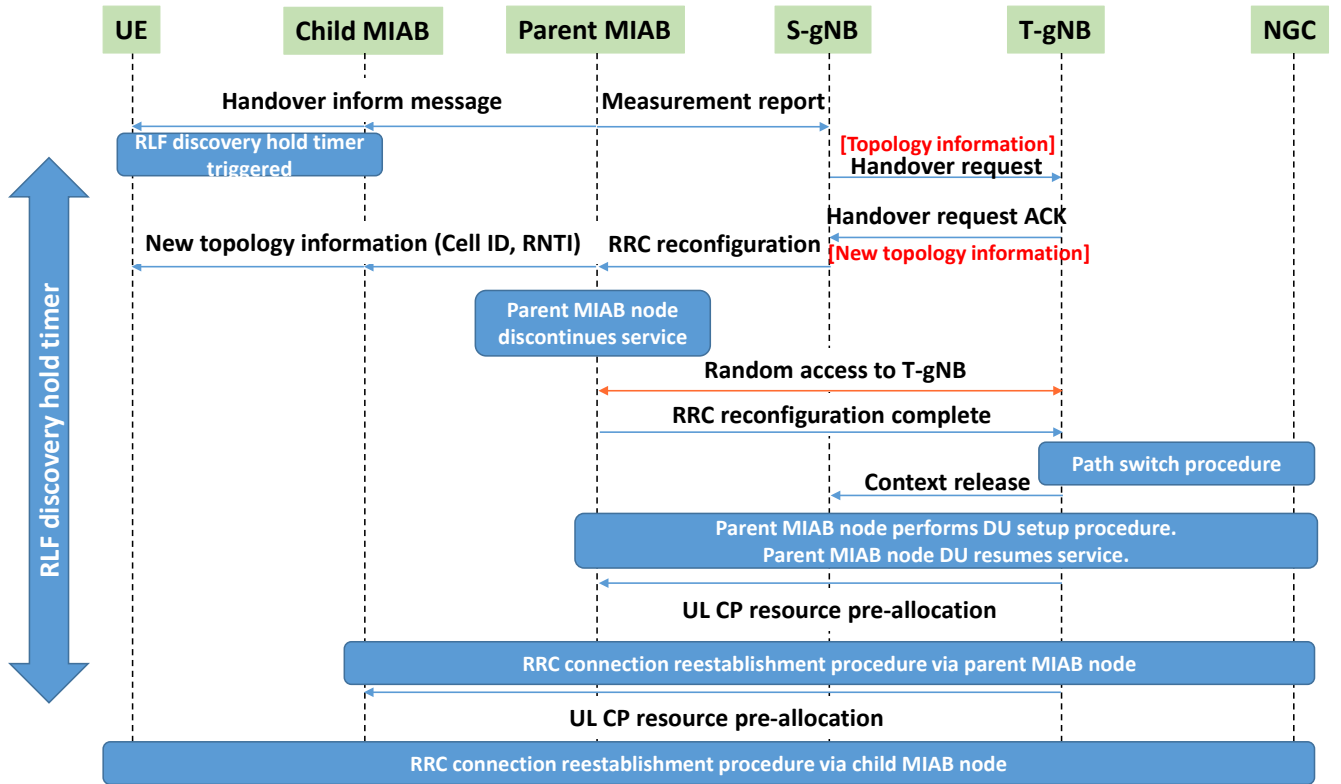 UE
Child MIAB
Parent MIAB
S-gNB
T-gNB
NGC
Handover inform message
Measurement report
RLF discovery hold timer
triggered
[Topology information]
Handover request
Handover request ACK
New topology information (Cell ID, RNTI)
RRC reconfiguration
[New topology information]
RLF discovery hold timer
Parent MIAB node
discontinues service
Random access to T-gNB
RRC reconfiguration complete
Path switch procedure
Context release
Parent MIAB node performs DU setup procedure.
Parent MIAB node DU resumes service.
UL CP resource pre-allocation
RRC connection reestablishment procedure via parent MIAB node
UL CP resource pre-allocation
RRC connection reestablishment procedure via child MIAB node